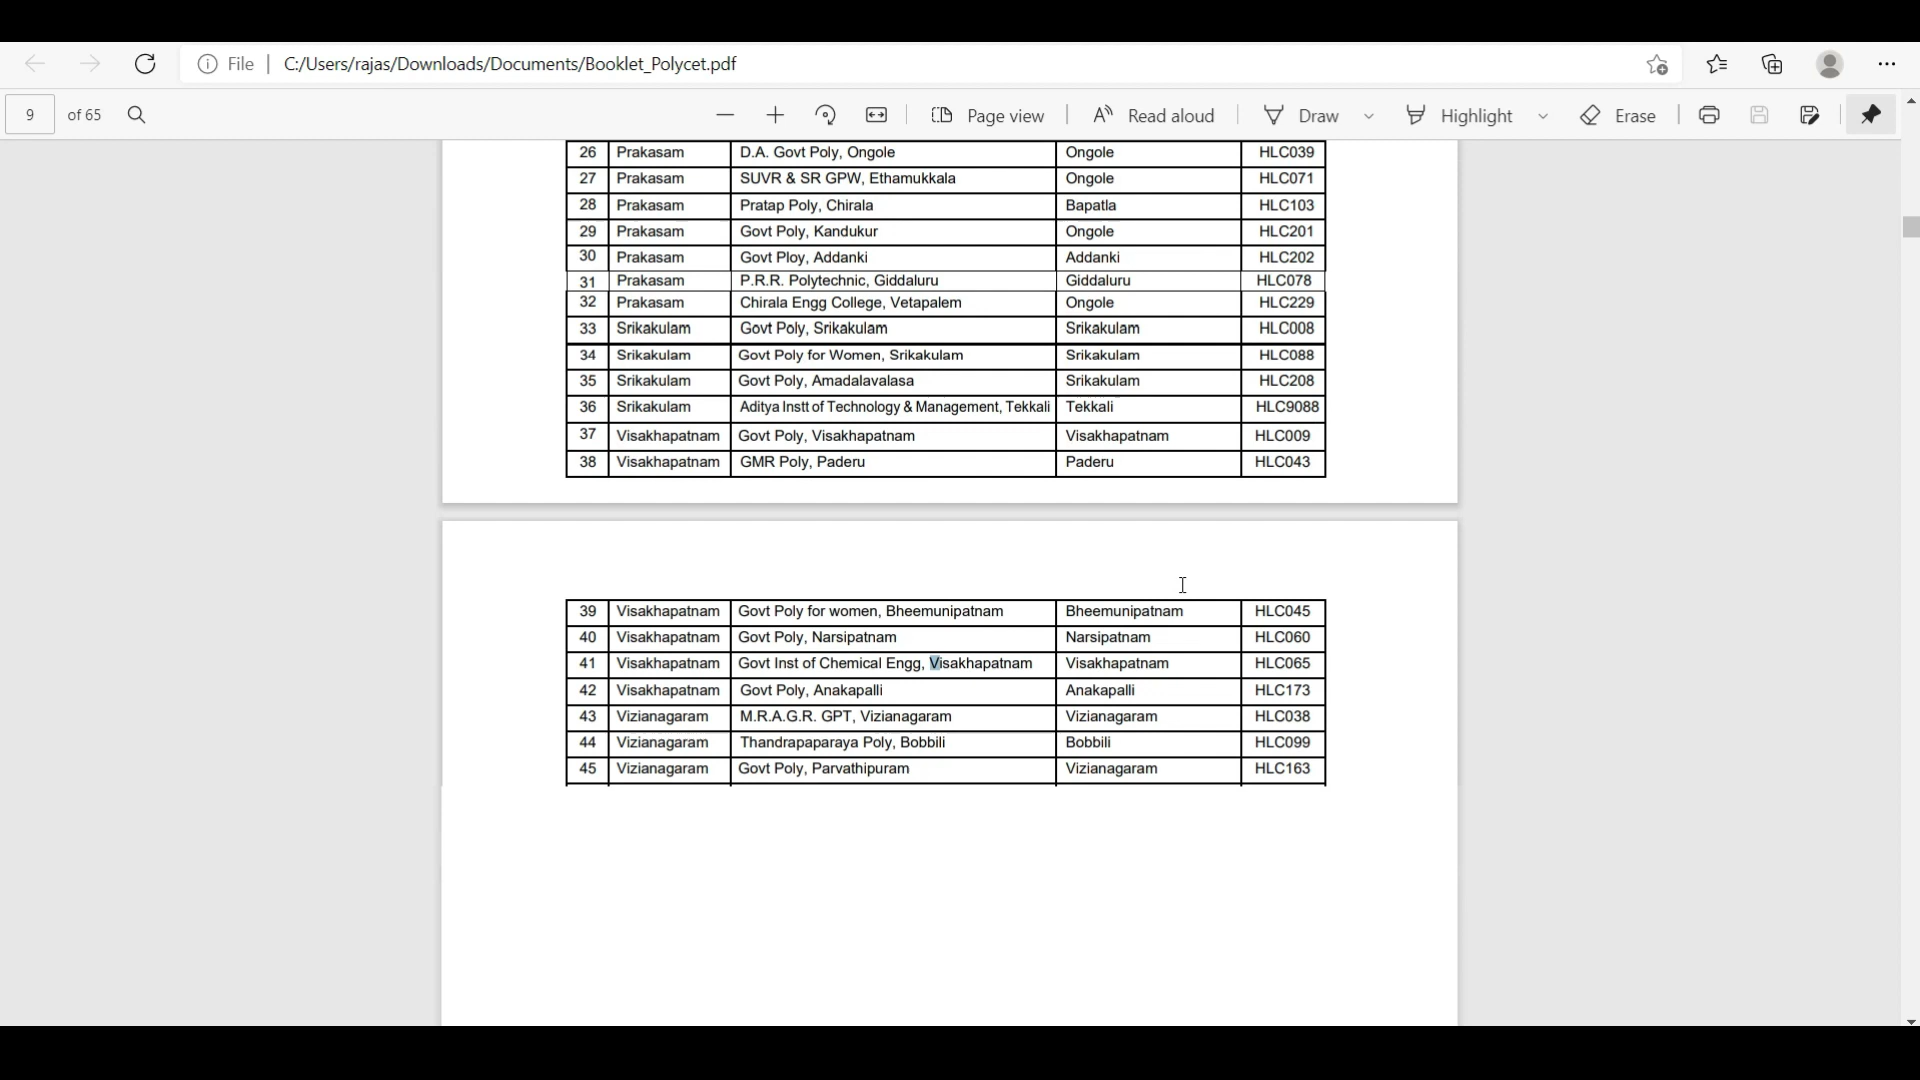 File | C:/Users/rajas/Downloads/Documents/Booklet_Polycet.pdf
9 of 65 Page view Read aloud Draw Highlight Erase
26 Prakasam D.A. Govt Poly, Ongole Ongole HLC039
27 Prakasam SUVR & SR GPW, Ethamukkala Ongole HLC071
28 Prakasam Pratap Poly, Chirala Bapatla HLC103
29 Prakasam Govt Poly, Kandukur Ongole HLC201
30 Prakasam Govt Ploy, Addanki Addanki HLC202
31 Prakasam P.R.R. Polytechnic, Giddaluru Giddaluru HLC078
32 Prakasam Chirala Engg College, Vetapalem Ongole HLC229
33 Srikakulam Govt Poly, Srikakulam Srikakulam HLC008
34 Srikakulam Govt Poly for Women, Srikakulam Srikakulam HLC088
35 Srikakulam Govt Poly, Amadalavalasa Srikakulam HLC208
36 Srikakulam Aditya Instt of Technology & Management, Tekkali Tekkali HLC9088
37 Visakhapatnam Govt Poly, Visakhapatnam Visakhapatnam HLC009
38 Visakhapatnam GMR Poly, Paderu Paderu HLC043
39 Visakhapatnam Govt Poly for women, Bheemunipatnam Bheemunipatnam HLC045
40 Visakhapatnam Govt Poly, Narsipatnam Narsipatnam HLC060
41 Visakhapatnam Govt Inst of Chemical Engg, Visakhapatnam Visakhapatnam HLC065
42 Visakhapatnam Govt Poly, Anakapalli Anakapalli HLC173
43 Vizianagaram M.R.A.G.R. GPT, Vizianagaram Vizianagaram HLC038
44 Vizianagaram Thandrapaparaya Poly, Bobbili Bobbili HLC099
45 Vizianagaram Govt Poly, Parvathipuram Vizianagaram HLC163